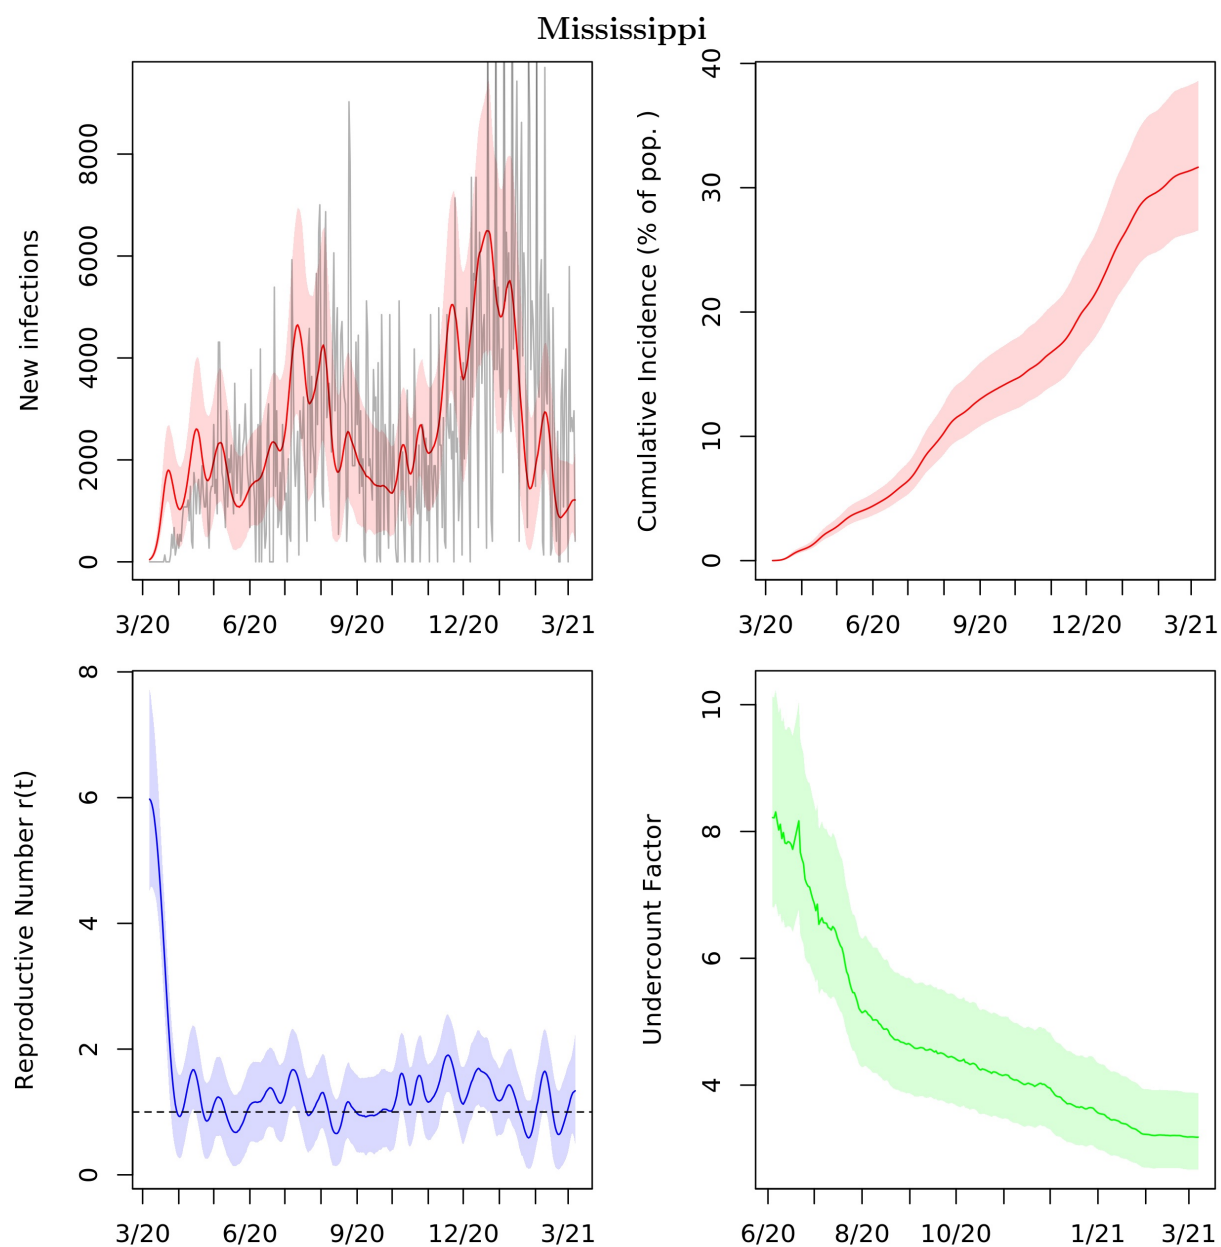 Mississippi
New infections
0 2000 4000 6000 8000
3/20 6/20 9/20 12/20 3/21
Cumulative Incidence (% of pop. )
0 10 20 30 40
3/20 6/20 9/20 12/20 3/21
Reproductive Number r(t)
0 2 4 6 8
3/20 6/20 9/20 12/20 3/21
Undercount Factor
4 6 8 10
6/20 8/20 10/20 1/21 3/21